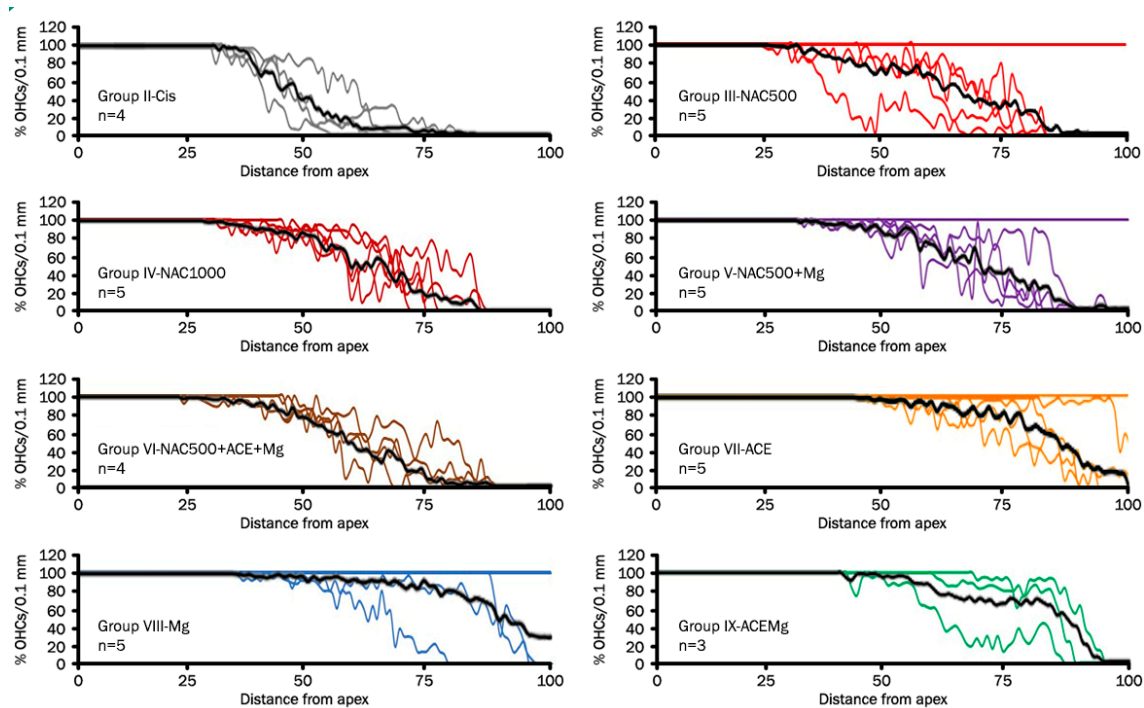 120
100
80
60
40
20
0
% OHCs/0.1 mm
Group II-Cis
n=4
0 25 50 75 100
Distance from apex
120
100
80
60
40
20
0
% OHCs/0.1 mm
Group III-NAC500
n=5
0 25 50 75 100
Distance from apex
120
100
80
60
40
20
0
% OHCs/0.1 mm
Group IV-NAC1000
n=5
0 25 50 75 100
Distance from apex
120
100
80
60
40
20
0
% OHCs/0.1 mm
Group V-NAC500+Mg
n=5
0 25 50 75 100
Distance from apex
120
100
80
60
40
20
0
% OHCs/0.1 mm
Group VI-NAC500+ACE+Mg
n=4
0 25 50 75 100
Distance from apex
120
100
80
60
40
20
0
% OHCs/0.1 mm
Group VII-ACE
n=5
0 25 50 75 100
Distance from apex
120
100
80
60
40
20
0
% OHCs/0.1 mm
Group VIII-Mg
n=5
0 25 50 75 100
Distance from apex
120
100
80
60
40
20
0
% OHCs/0.1 mm
Group IX-ACEMg
n=3
0 25 50 75 100
Distance from apex